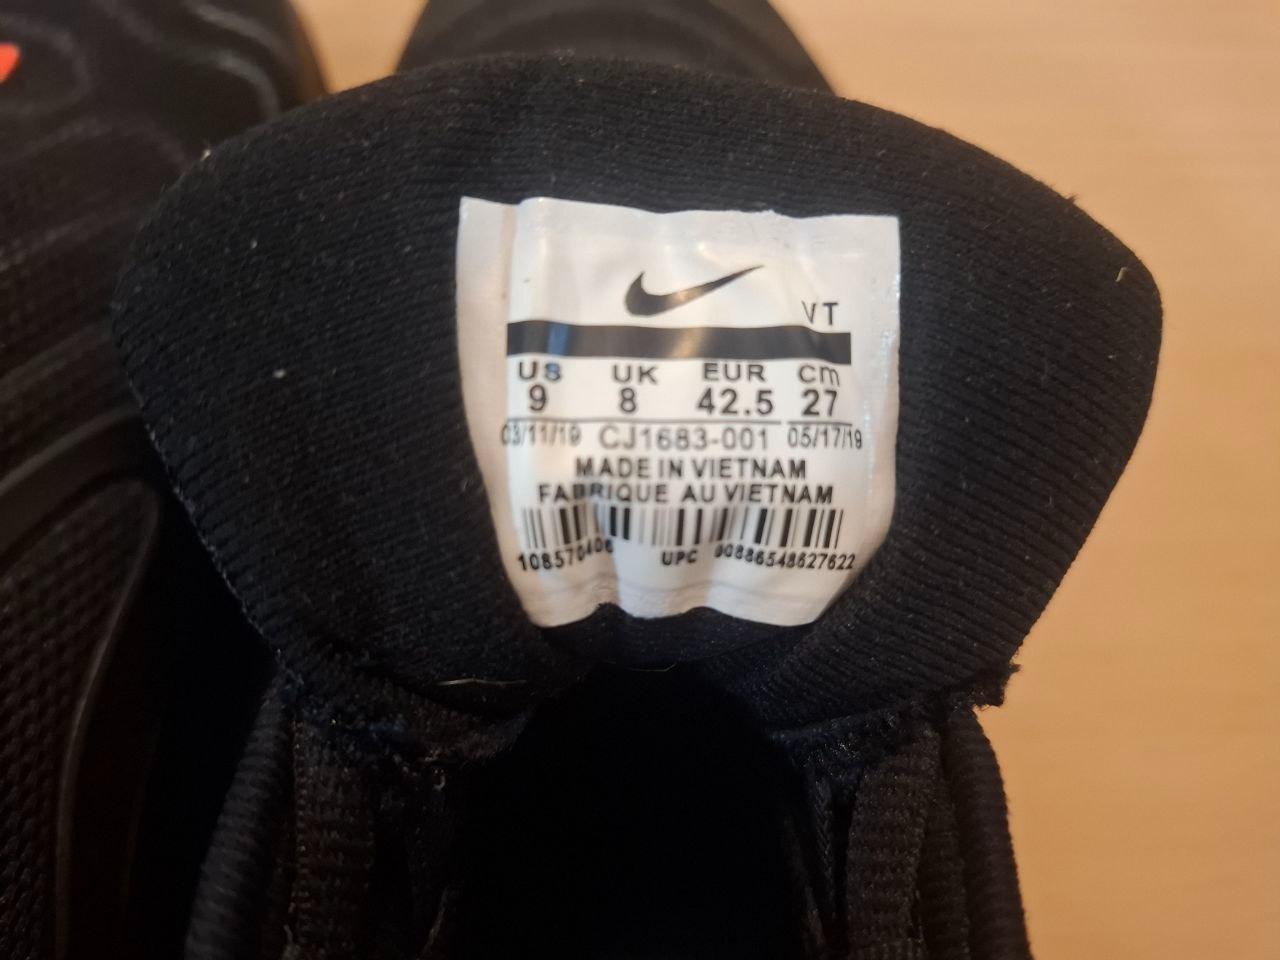 VT
US UK EUR Cm
9 8 42.5 27
03/11/19 CJ1683-001 05/17/19
MADE IN VIETNAM
FABRIQUE AU VIETNAM
UPC 00886548627622